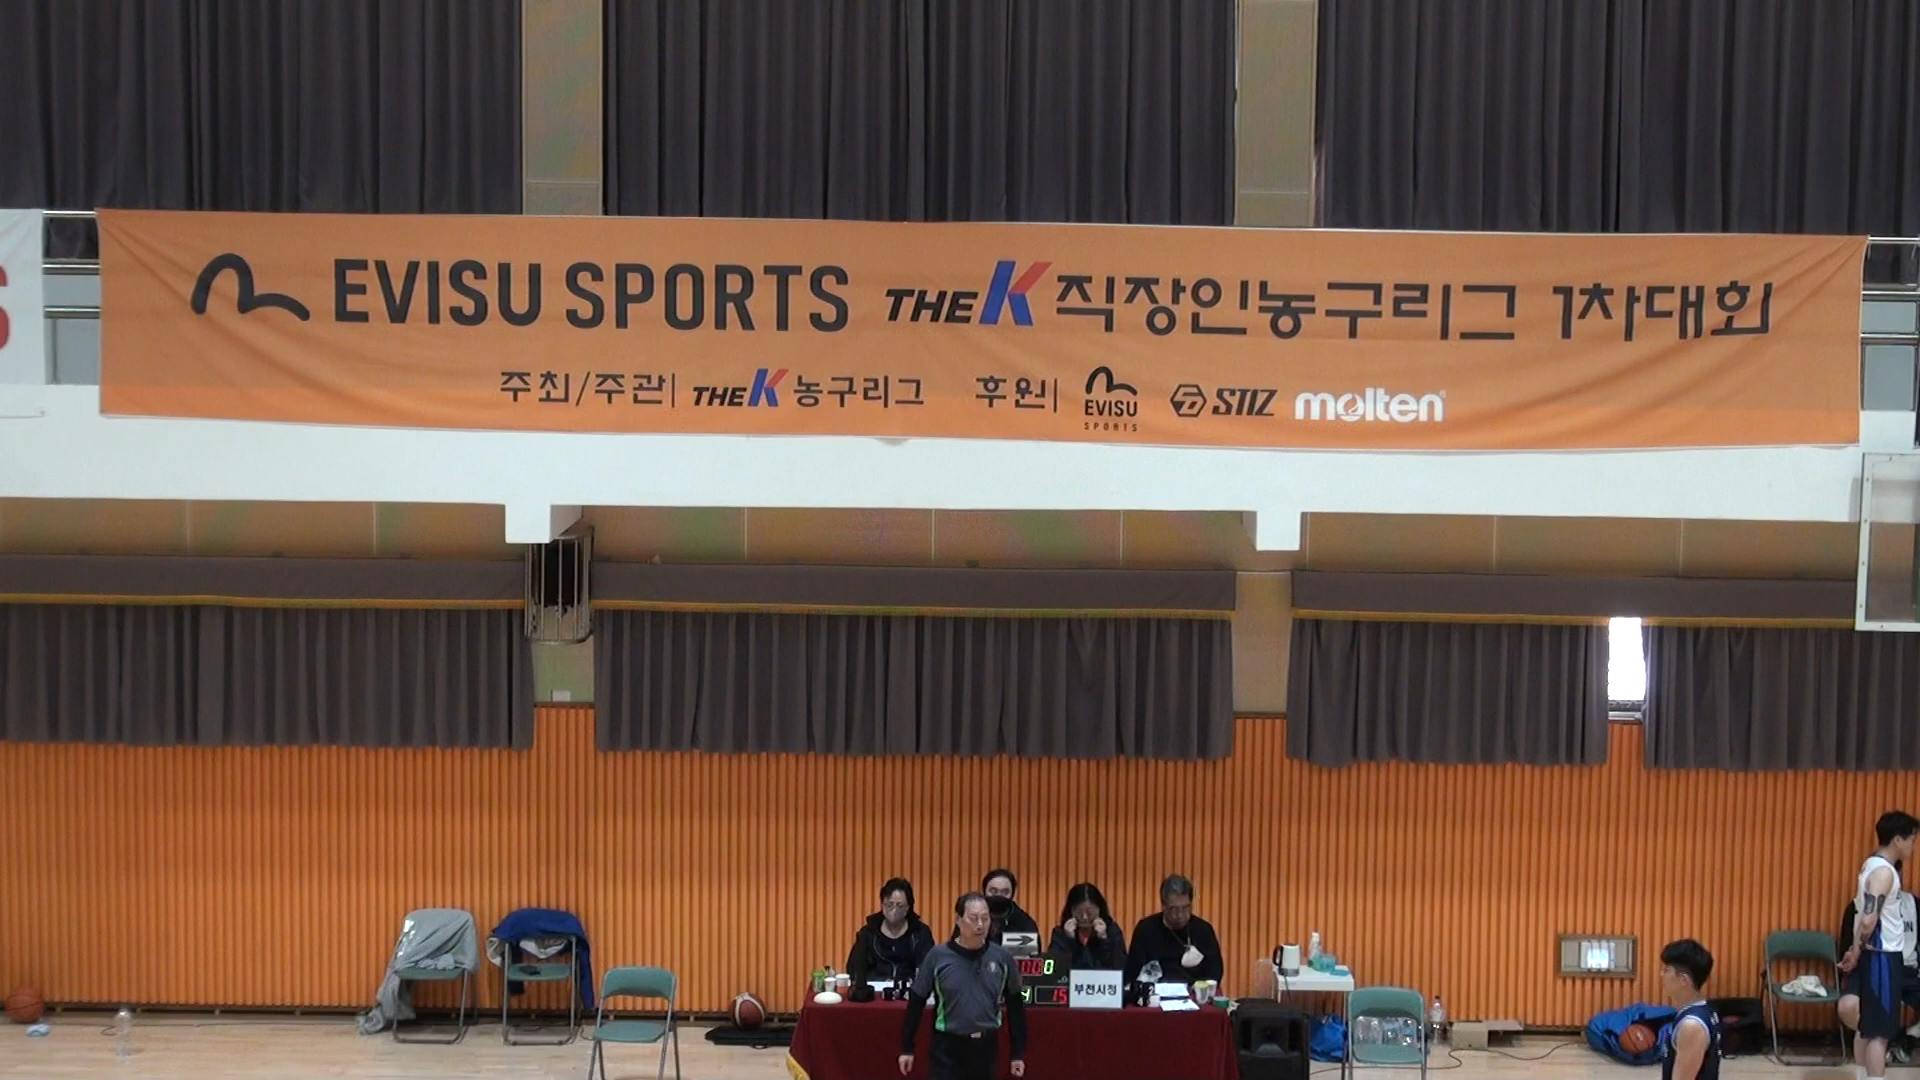 EVISU SPORTS THE K 직장인농구리그 1차대회
주최/주관| THE K 농구리그 후원| EVISU SPORTS STIZ molten
부천시청
15